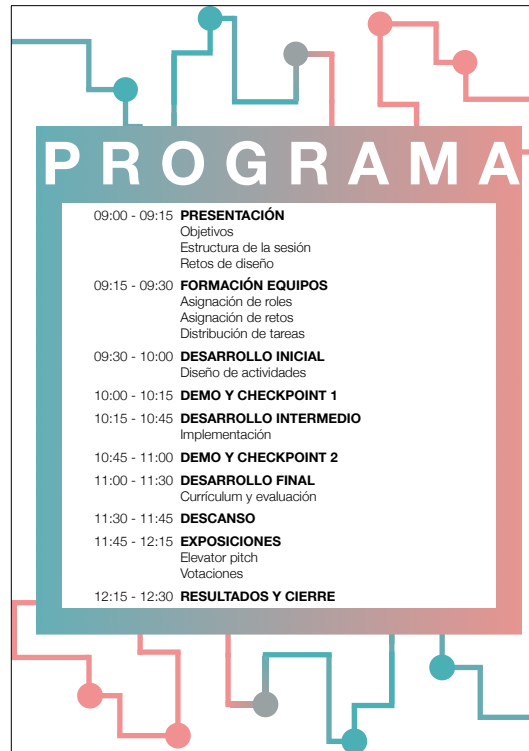 PROGRAMA
09:00 - 09:15 PRESENTACIÓN
Objetivos
Estructura de la sesión
Retos de diseño
09:15 - 09:30 FORMACIÓN EQUIPOS
Asignación de roles
Asignación de retos
Distribución de tareas
09:30 - 10:00 DESARROLLO INICIAL
Diseño de actividades
10:00 - 10:15 DEMO Y CHECKPOINT 1
10:15 - 10:45 DESARROLLO INTERMEDIO
Implementación
10:45 - 11:00 DEMO Y CHECKPOINT 2
11:00 - 11:30 DESARROLLO FINAL
Currículum y evaluación
11:30 - 11:45 DESCANSO
11:45 - 12:15 EXPOSICIONES
Elevator pitch
Votaciones
12:15 - 12:30 RESULTADOS Y CIERRE